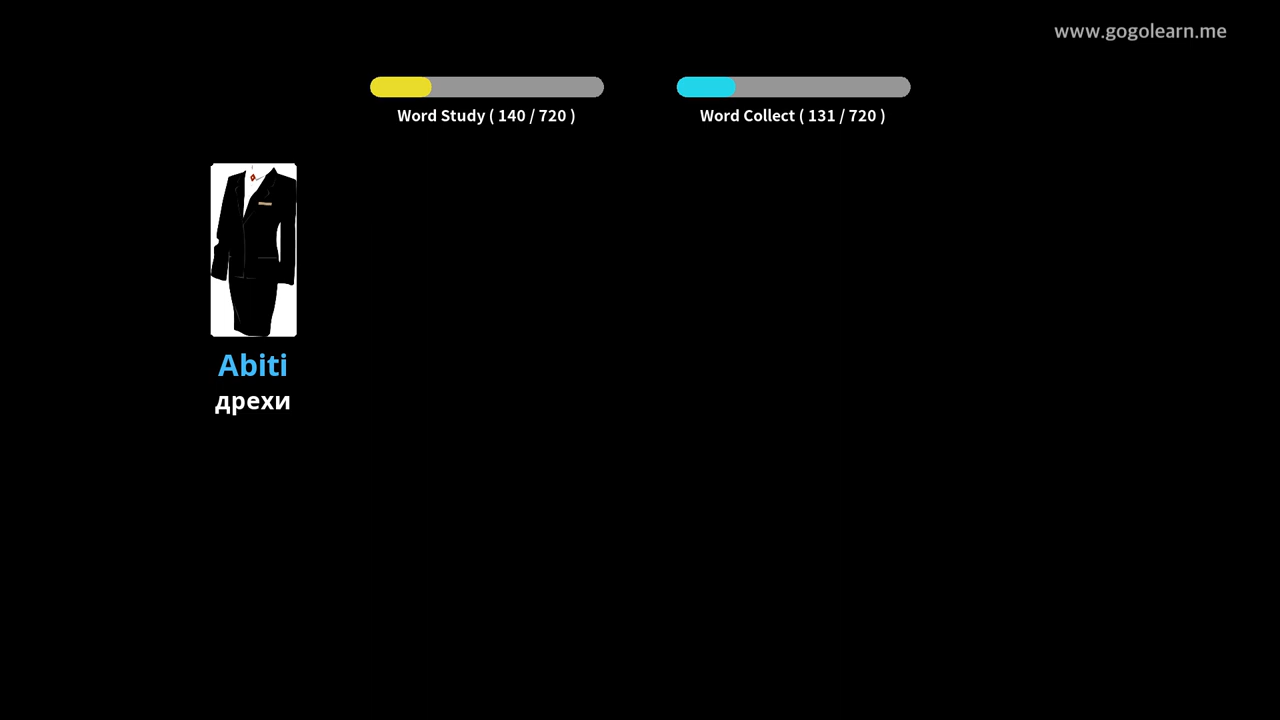 www.gogolearn.me
Word Study ( 140 / 720 )
Word Collect ( 131 / 720 )
Abiti
дрехи